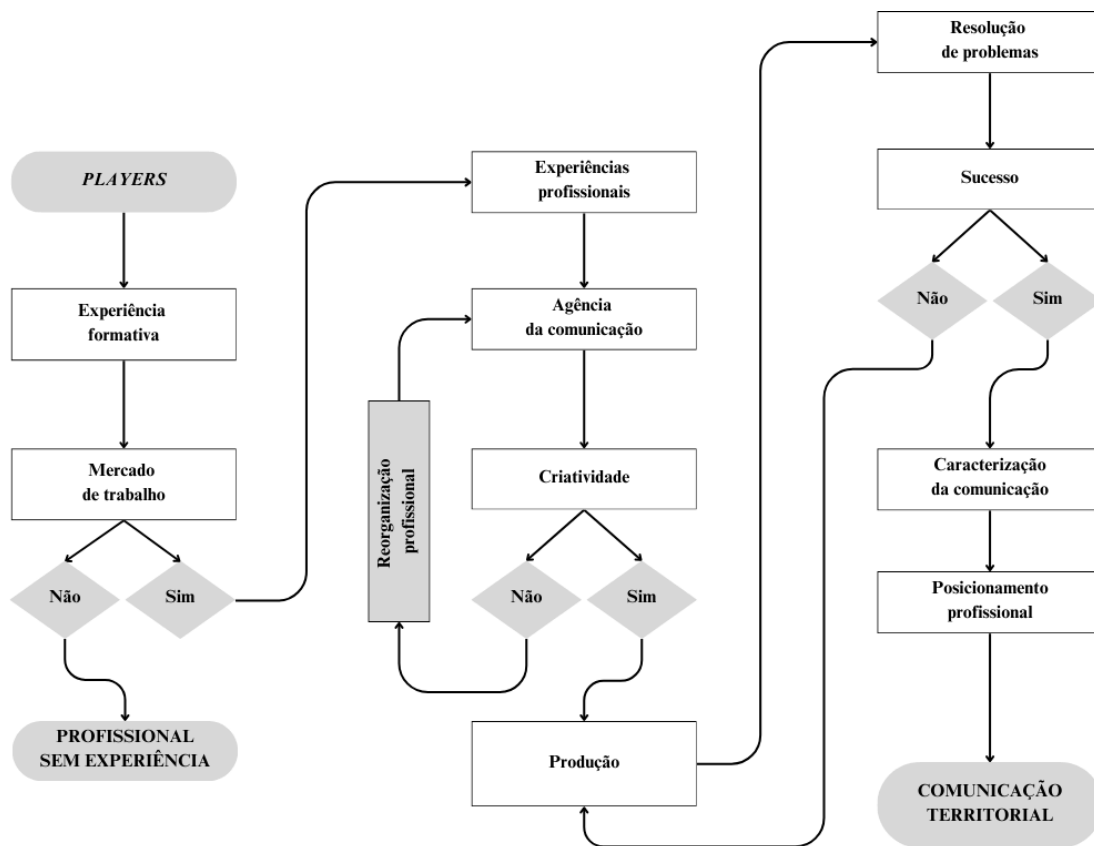 PLAYERS
Experiência
formativa
Mercado
de trabalho
Não
Sim
PROFISSIONAL
SEM EXPERIÊNCIA
Experiências
profissionais
Agência
da comunicação
Reorganização
profissional
Criatividade
Não
Sim
Produção
Resolução
de problemas
Sucesso
Não
Sim
Caracterização
da comunicação
Posicionamento
profissional
COMUNICAÇÃO
TERRITORIAL